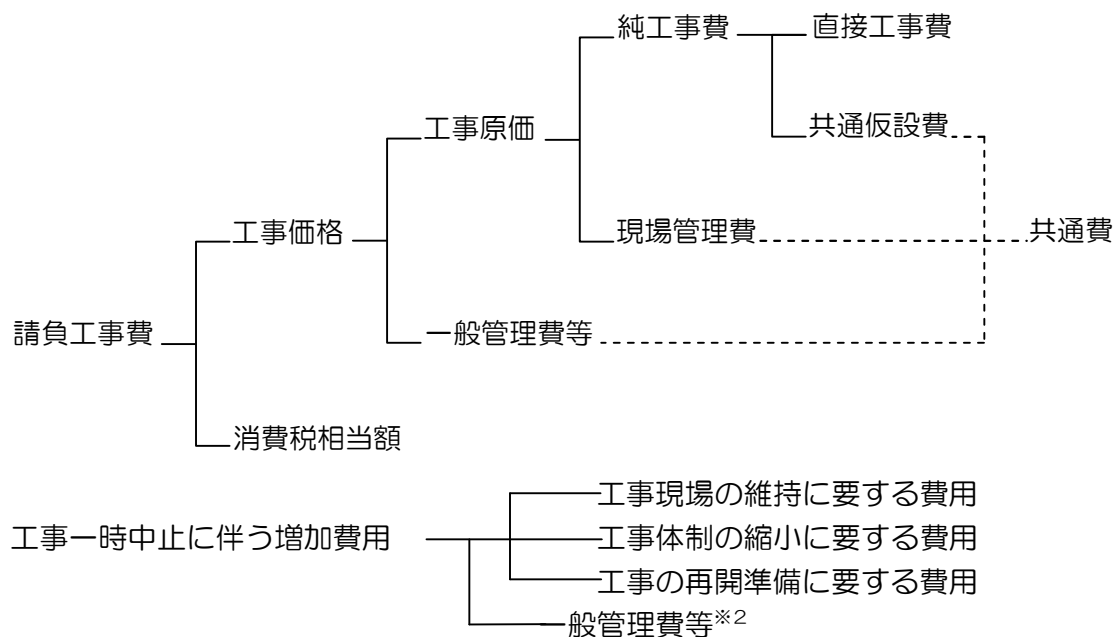 純工事費
直接工事費
工事原価
共通仮設費
工事価格
現場管理費
共通費
請負工事費
一般管理費等
消費税相当額
工事現場の維持に要する費用
工事一時中止に伴う増加費用
工事体制の縮小に要する費用
工事の再開準備に要する費用
一般管理費等※2